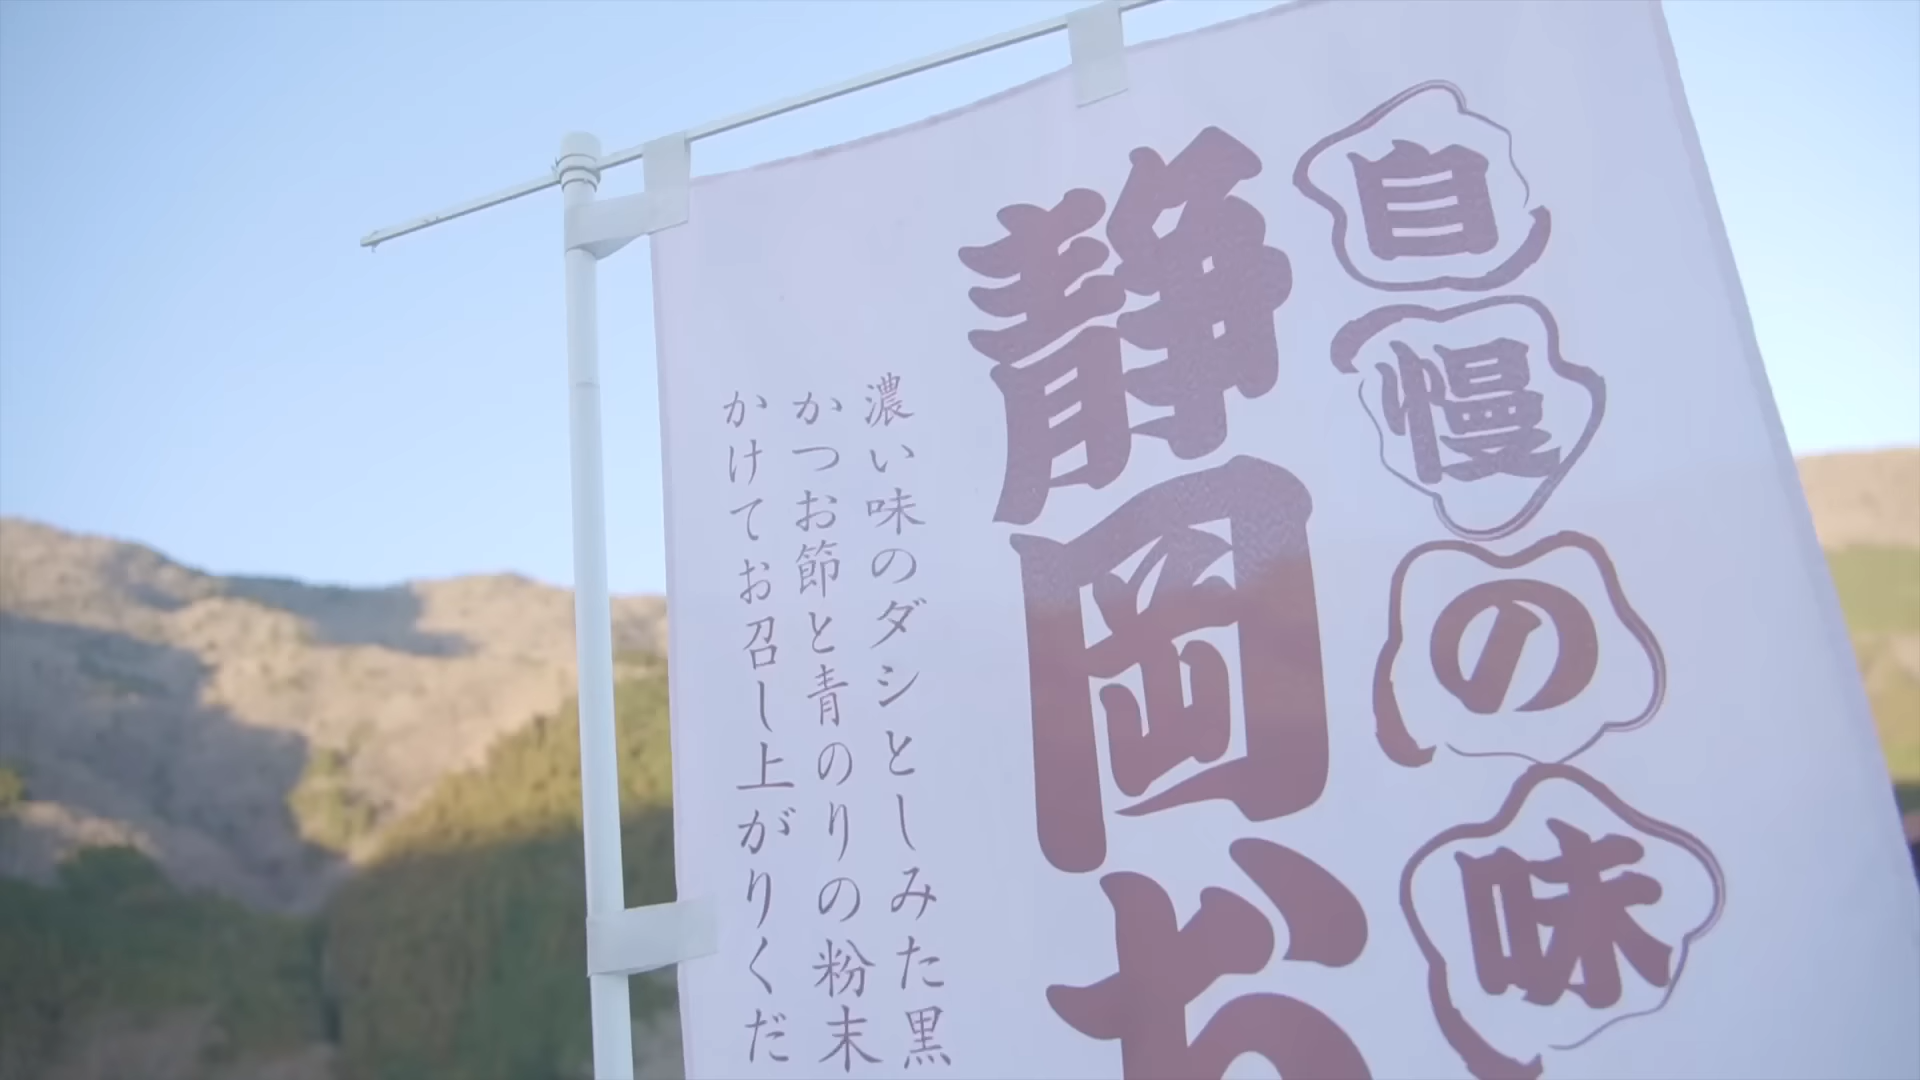 自慢の味
静岡お
濃い味のダシとしみた黒
かつお節と青のりの粉末
かけてお召し上がりくだ